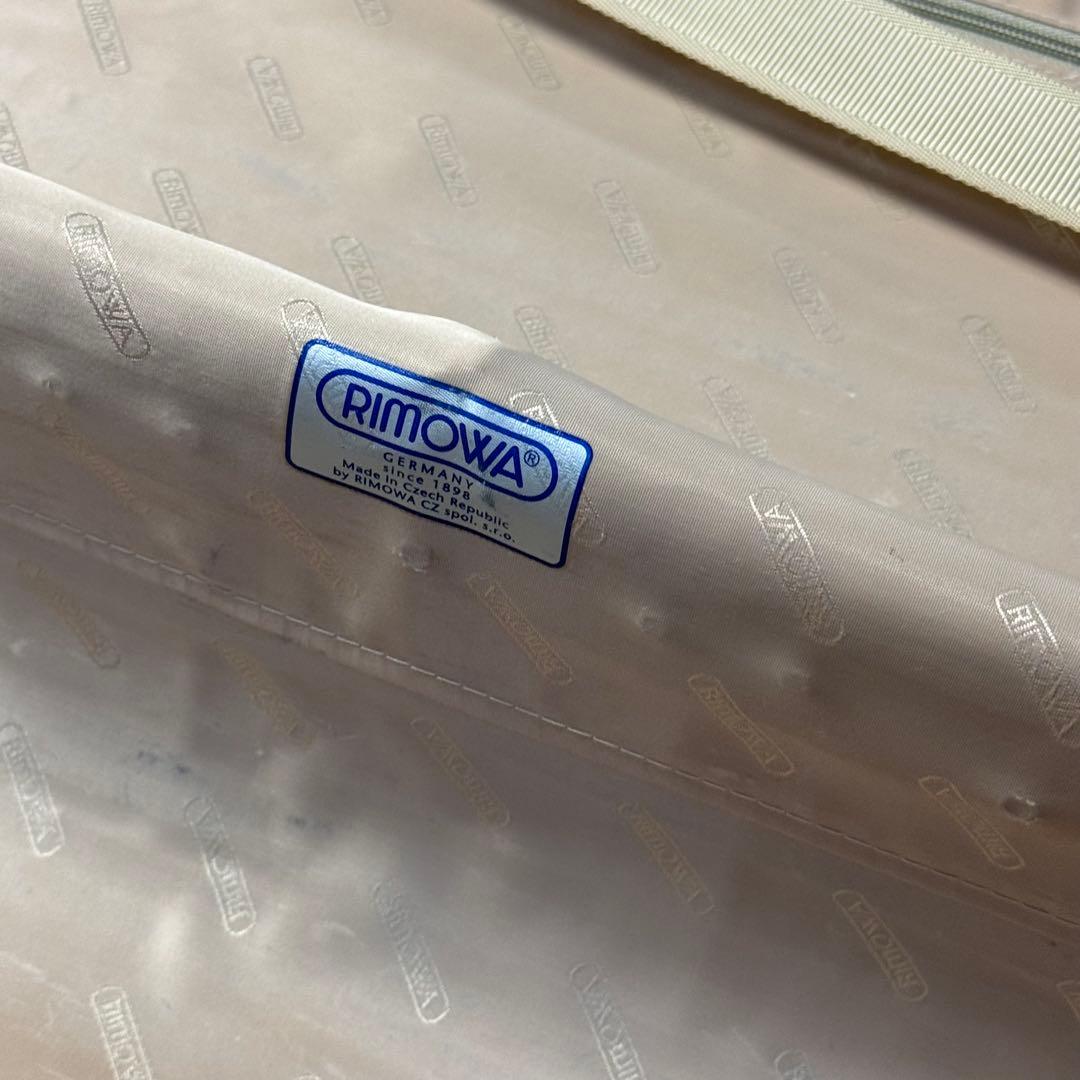 RIMOWA®
GERMANY
since 1898
Made in Czech Republic
by RIMOWA CZ spol. s.r.o.